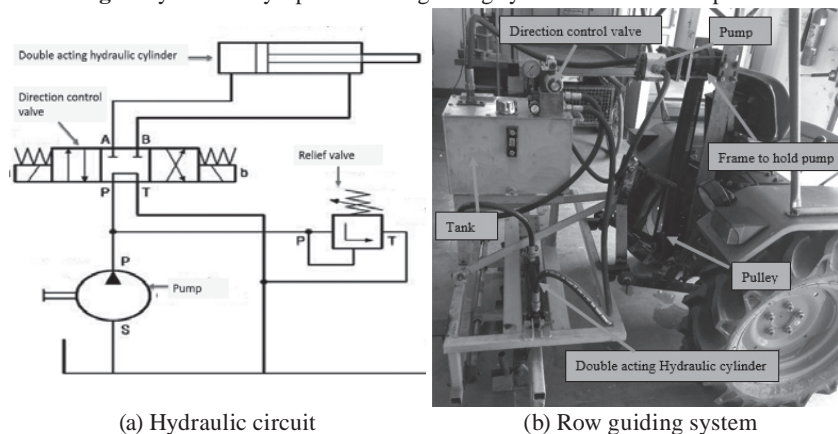 Double acting hydraulic cylinder
Direction control
valve
A B
b
P T
Relief valve
P T
P
Pump
S
Direction control valve
Pump
Frame to hold pump
Tank
Pulley
Double acting Hydraulic cylinder
(a) Hydraulic circuit
(b) Row guiding system